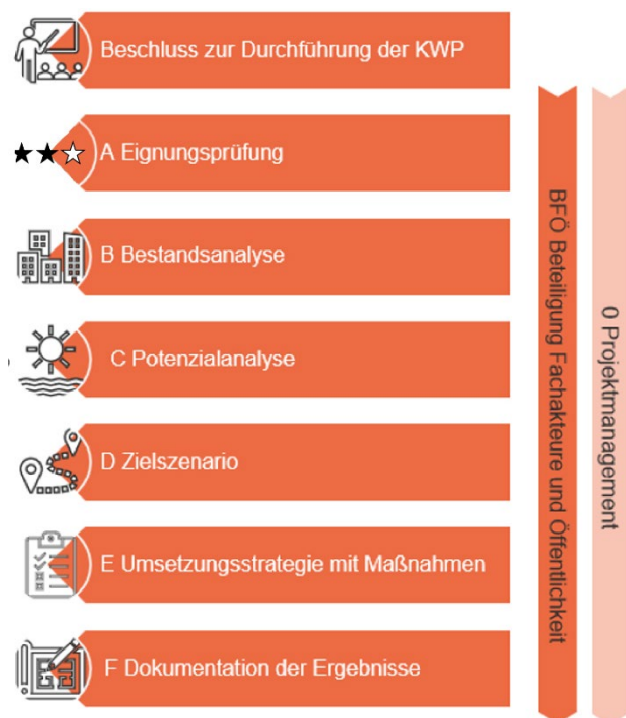 Beschluss zur Durchführung der KWP
A Eignungsprüfung
B Bestandsanalyse
C Potenzialanalyse
D Zielszenario
E Umsetzungsstrategie mit Maßnahmen
F Dokumentation der Ergebnisse
BFÖ Beteiligung Fachakteure und Öffentlichkeit
0 Projektmanagement